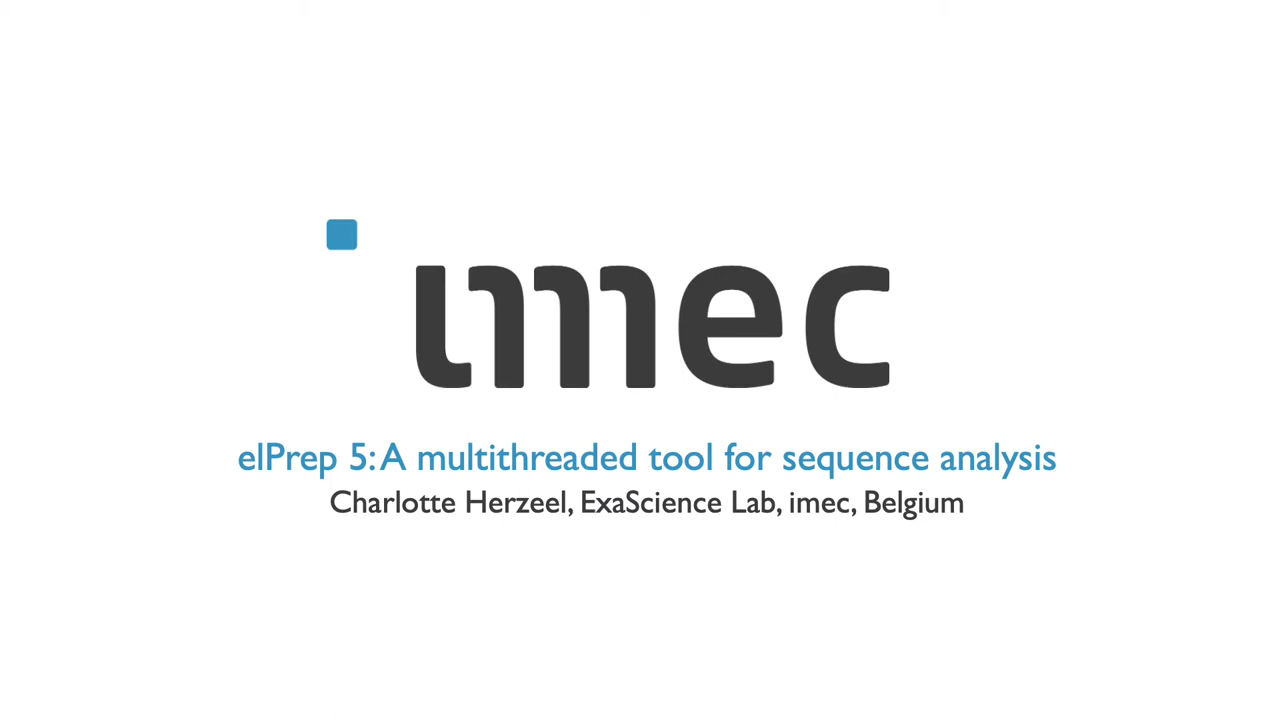 imec
elPrep 5: A multithreaded tool for sequence analysis
Charlotte Herzeel, ExaScience Lab, imec, Belgium